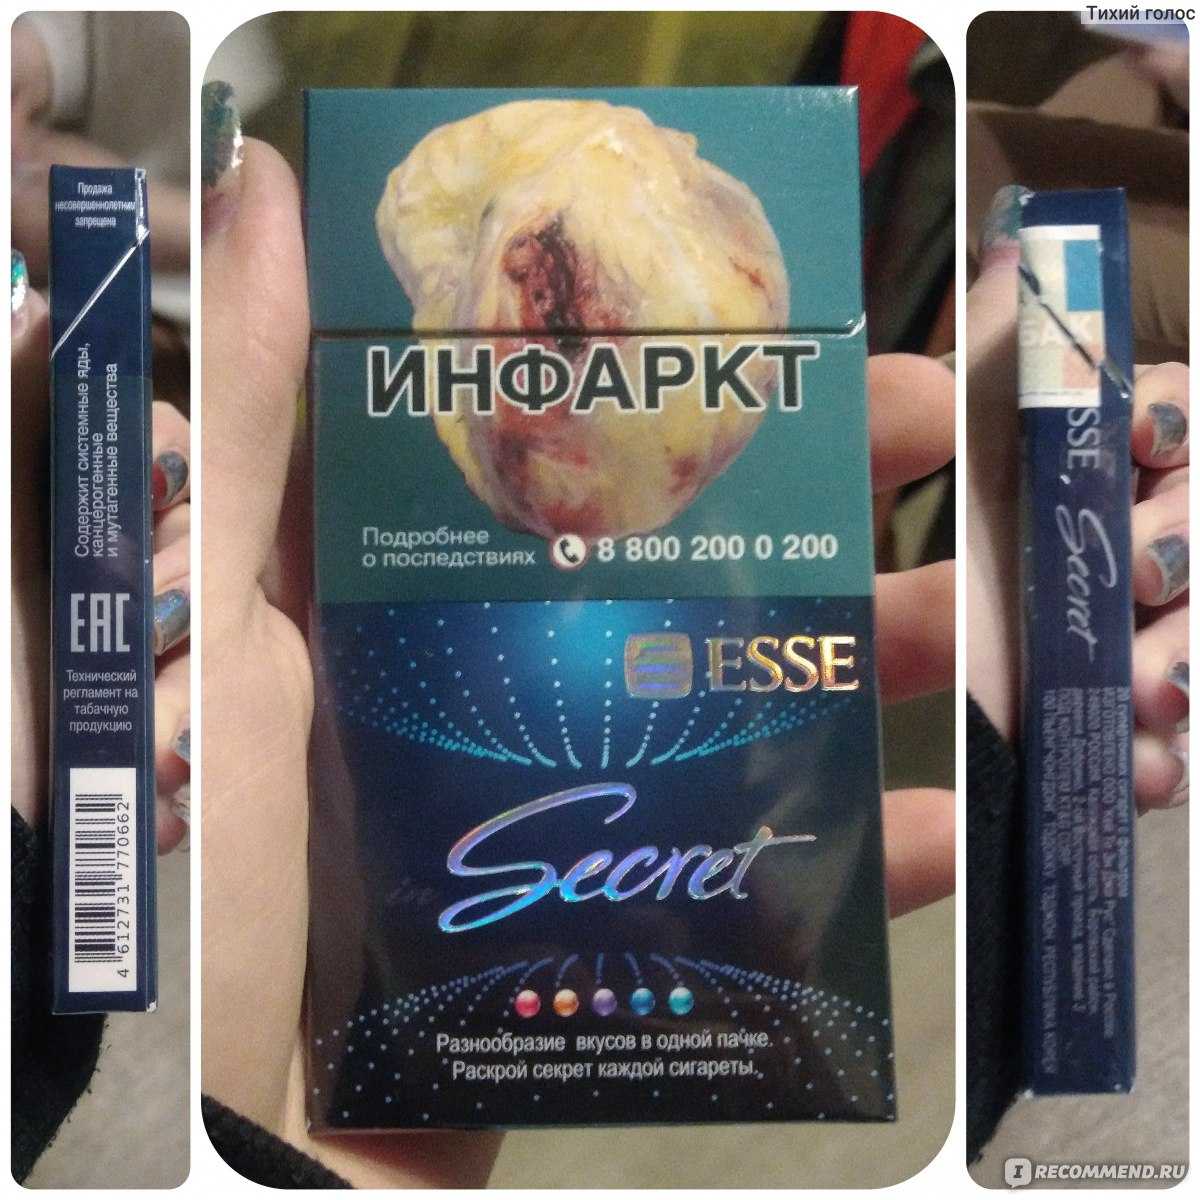 Тихий голос
Продажа
несовершеннолетним
запрещена
Содержит системные яды,
канцерогенные
и мутагенные вещества
ЕАС
Технический
регламент на
табачную
продукцию
4 612731 770662
ИНФАРКТ
Подробнее
о последствиях
8 800 200 0 200
ESSE
Secret
Разнообразие вкусов в одной пачке.
Раскрой секрет каждой сигареты.
ESSE, Secret
IRECOMMEND.RU